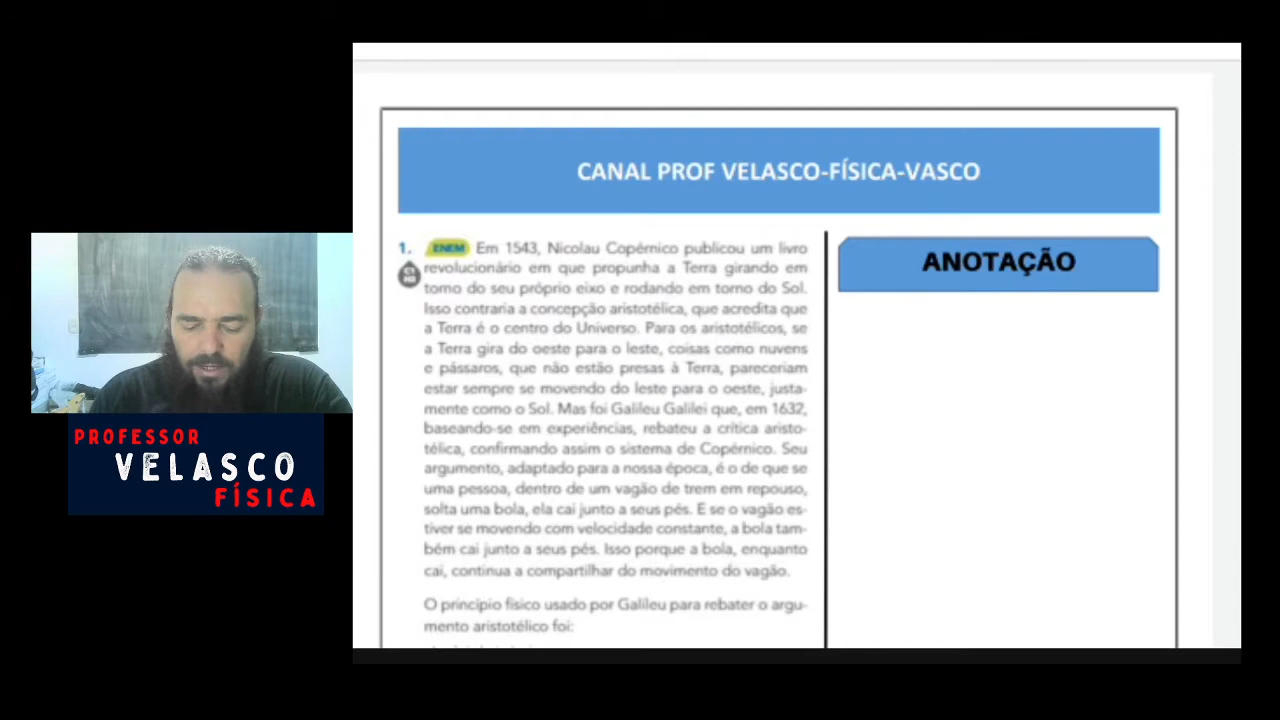 CANAL PROF VELASCO-FÍSICA-VASCO
1. ENEM Em 1543, Nicolau Copérnico publicou um livro
revolucionário em que propunha a Terra girando em
torno do seu próprio eixo e rodando em torno do Sol.
Isso contraria a concepção aristotélica, que acredita que
a Terra é o centro do Universo. Para os aristotélicos, se
a Terra gira do oeste para o leste, coisas como nuvens
e pássaros, que não estão presas à Terra, pareceriam
estar sempre se movendo do leste para o oeste, justa-
mente como o Sol. Mas foi Galileu Galilei que, em 1632,
baseando-se em experiências, rebateu a crítica aristo-
télica, confirmando assim o sistema de Copérnico. Seu
argumento, adaptado para a nossa época, é o de que se
uma pessoa, dentro de um vagão de trem em repouso,
solta uma bola, ela cai junto a seus pés. E se o vagão es-
tiver se movendo com velocidade constante, a bola tam-
bém cai junto a seus pés. Isso porque a bola, enquanto
cai, continua a compartilhar do movimento do vagão.
O princípio físico usado por Galileu para rebater o argu-
mento aristotélico foi:
ANOTAÇÃO
PROFESSOR
VELASCO
FÍSICA